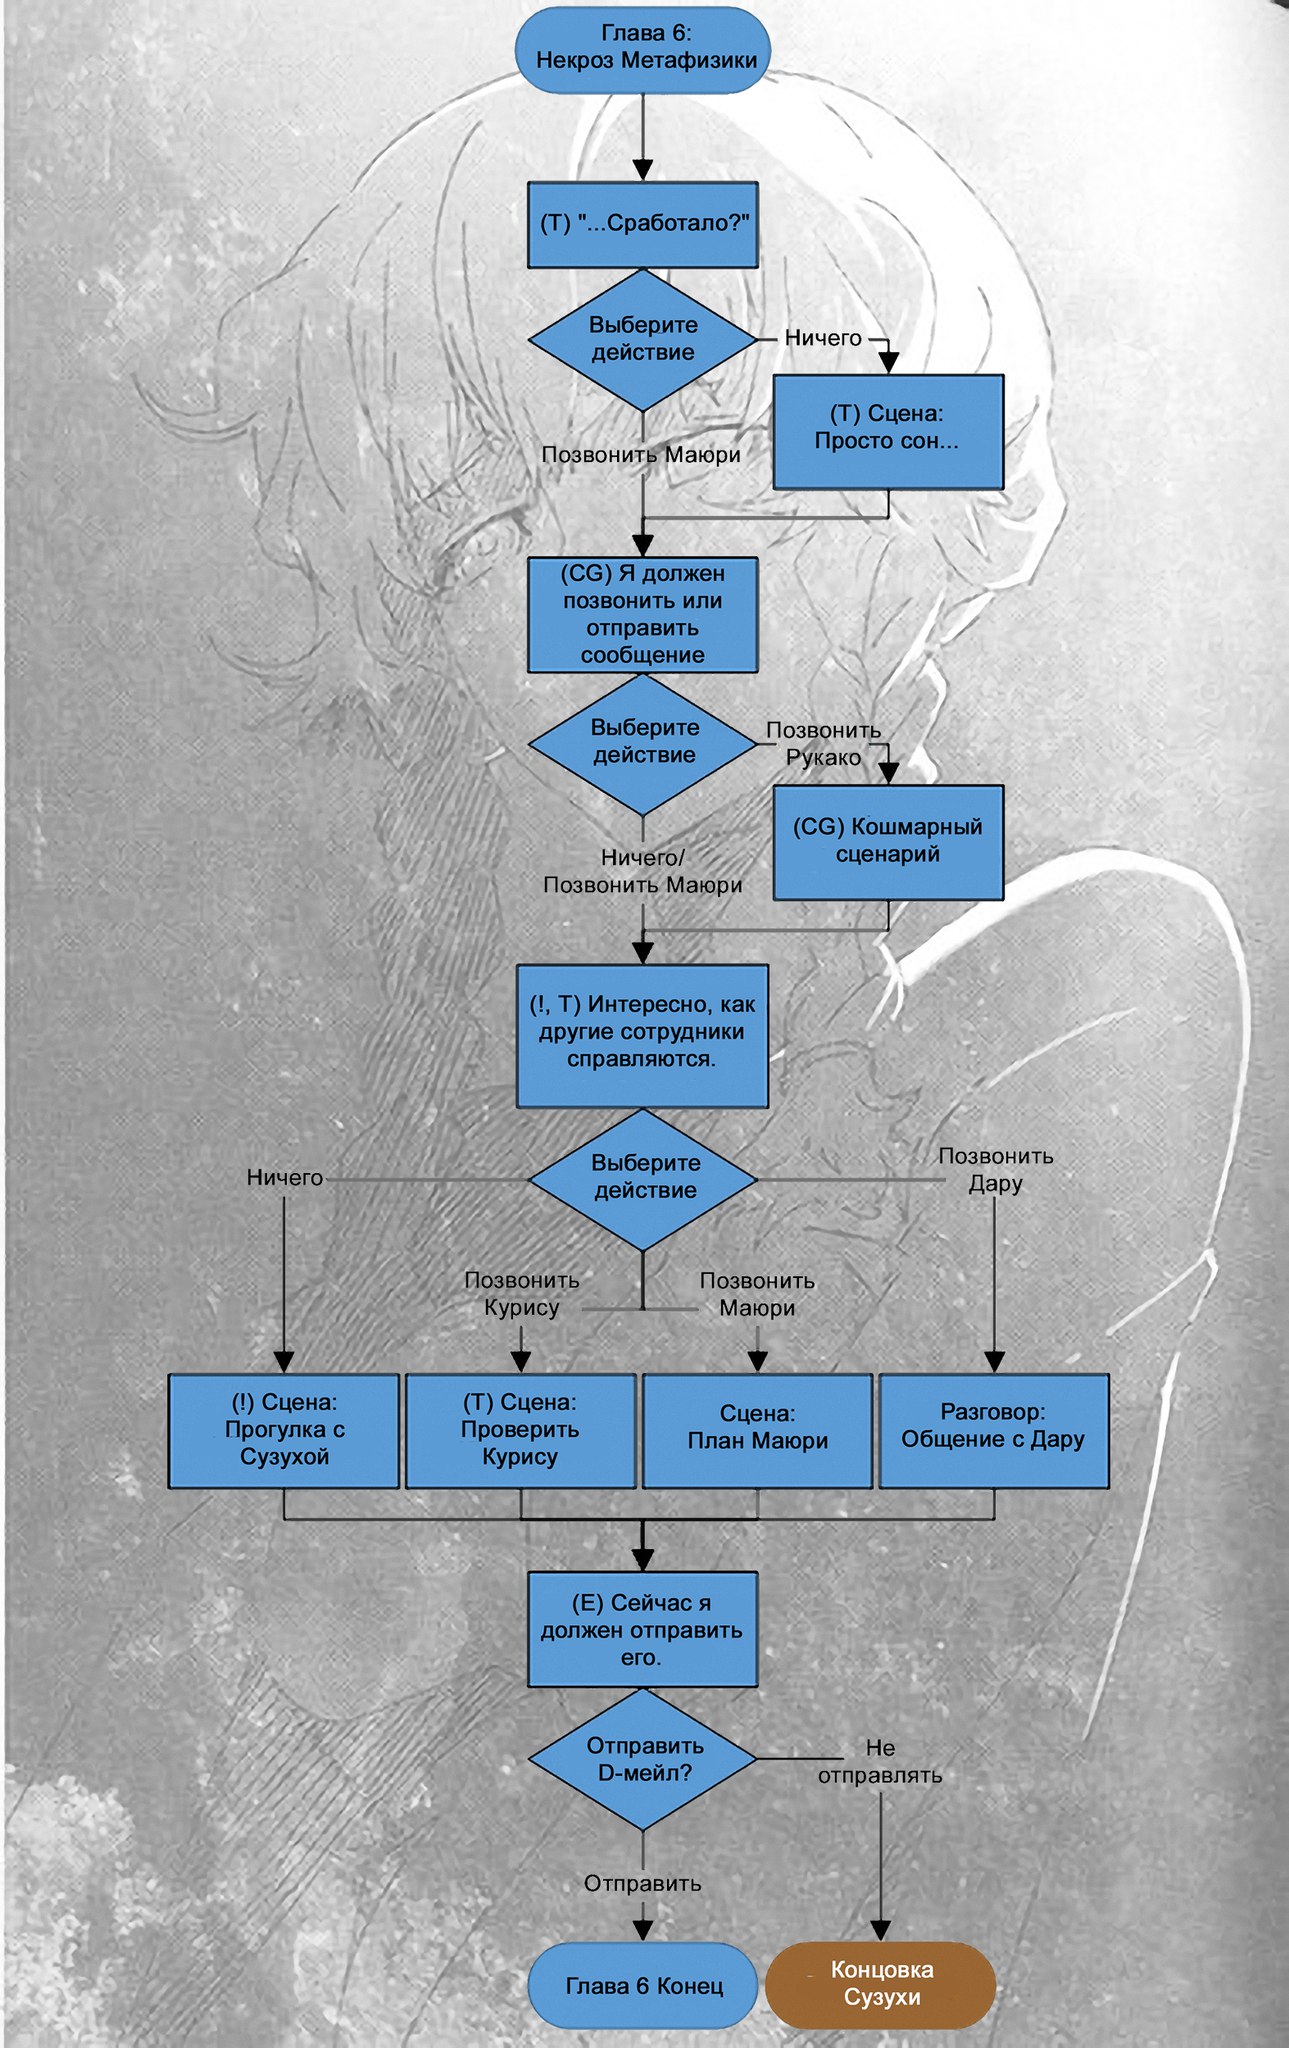 Глава 6:
Некроз Метафизики
(Т) "...Сработало?"
Выберите
действие
Ничего
(Т) Сцена:
Просто сон...
Позвонить Маюри
(CG) Я должен
позвонить или
отправить
сообщение
Выберите
действие
Позвонить
Рукако
(CG) Кошмарный
сценарий
Ничего/
Позвонить Маюри
(!, Т) Интересно, как
другие сотрудники
справляются.
Выберите
действие
Ничего
Позвонить
Дару
Позвонить
Курису
Позвонить
Маюри
(!) Сцена:
Прогулка с
Сузухой
(Т) Сцена:
Проверить
Курису
Сцена:
План Маюри
Разговор:
Общение с Дару
(Е) Сейчас я
должен отправить
его.
Отправить
D-мейл?
Не
отправлять
Отправить
Глава 6 Конец
Концовка
Сузухи